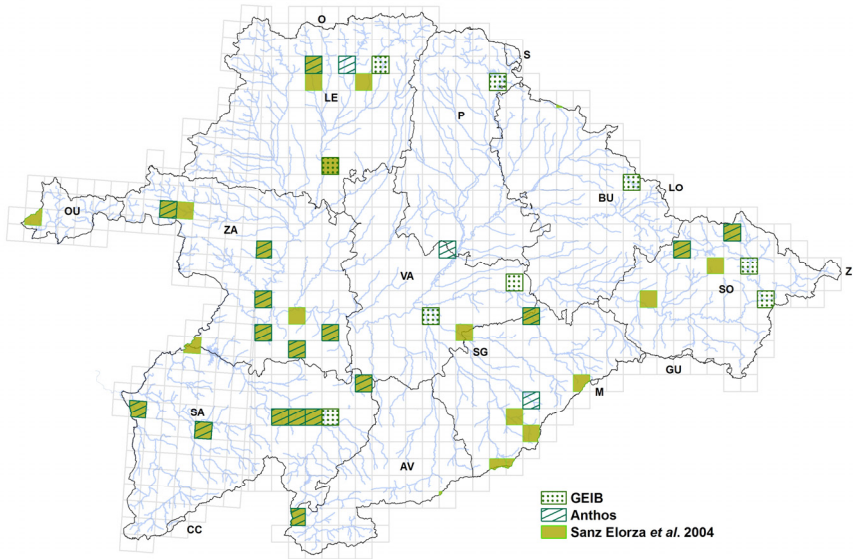 O
S
LE
P
BU
LO
OU
ZA
VA
SO
Z
SG
GU
M
SA
AV
CC
GEIB
Anthos
Sanz Elorza et al. 2004